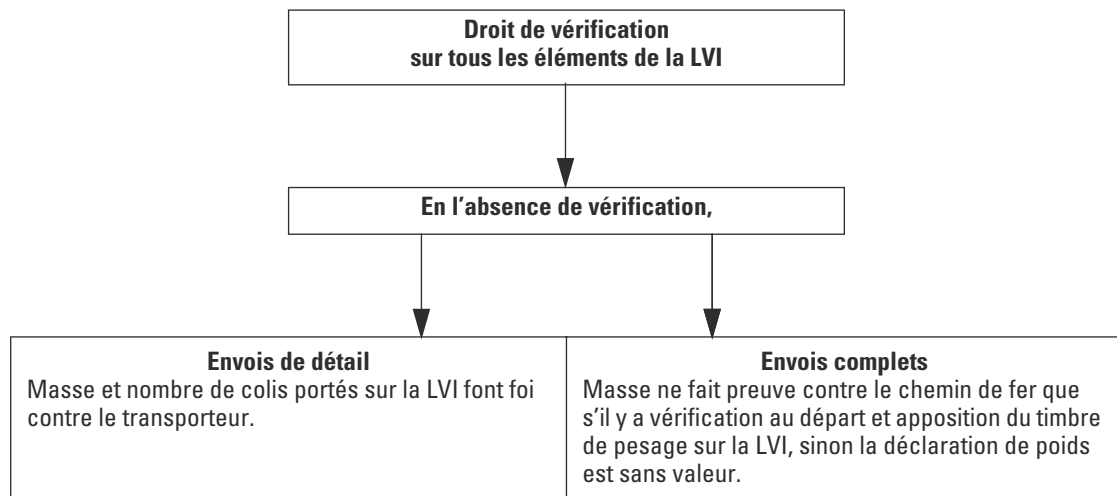 Droit de vérification
sur tous les éléments de la LVI
En l'absence de vérification,
Envois de détail
Masse et nombre de colis portés sur la LVI font foi
contre le transporteur.
Envois complets
Masse ne fait preuve contre le chemin de fer que
s'il y a vérification au départ et apposition du timbre
de pesage sur la LVI, sinon la déclaration de poids
est sans valeur.